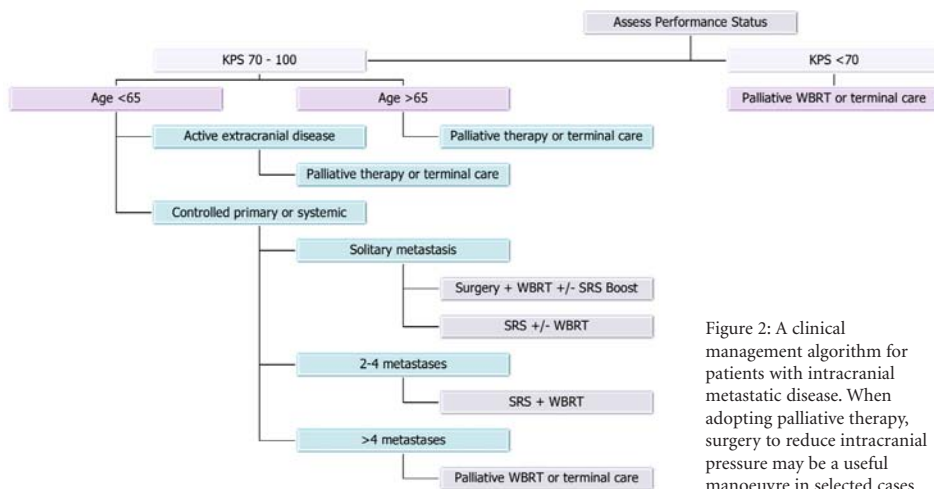 Assess Performance Status
KPS 70 - 100
KPS <70
Age <65
Age >65
Palliative WBRT or terminal care
Active extracranial disease
Palliative therapy or terminal care
Palliative therapy or terminal care
Controlled primary or systemic
Solitary metastasis
Surgery + WBRT +/- SRS Boost
SRS +/- WBRT
2-4 metastases
SRS + WBRT
>4 metastases
Palliative WBRT or terminal care
Figure 2: A clinical
management algorithm for
patients with intracranial
metastatic disease. When
adopting palliative therapy,
surgery to reduce intracranial
pressure may be a useful
manoeuvre in selected cases